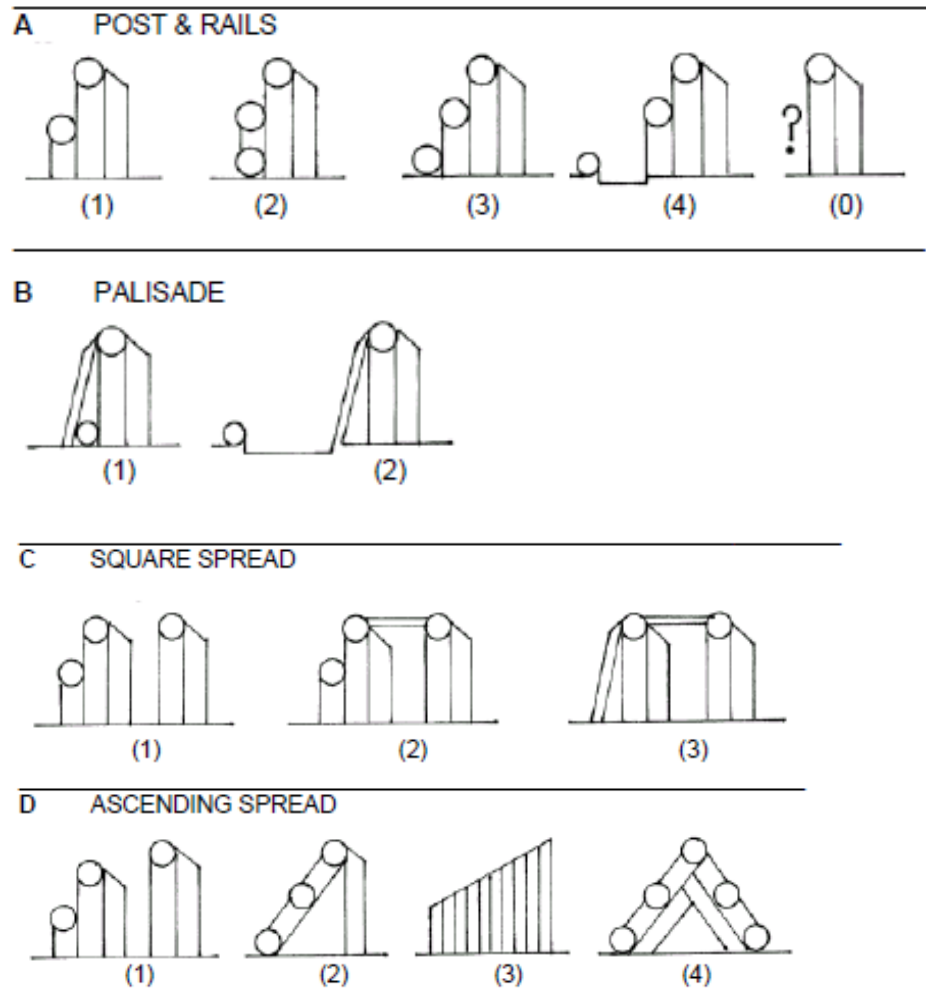 A POST & RAILS
?
(1) (2) (3) (4) (0)
B PALISADE
(1) (2)
C SQUARE SPREAD
(1) (2) (3)
D ASCENDING SPREAD
(1) (2) (3) (4)